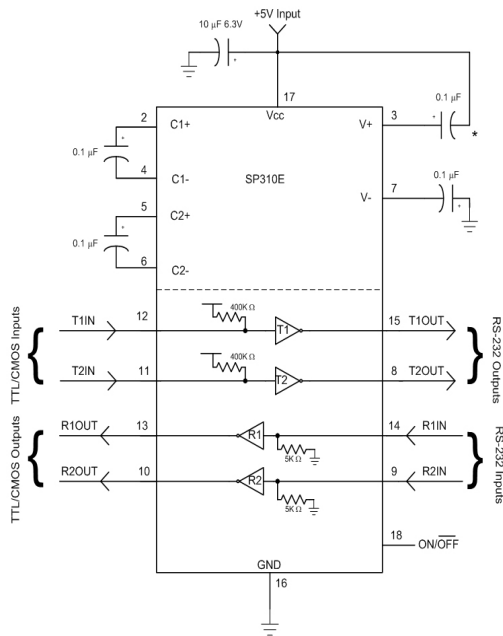 +5V Input
10 µF 6.3V
17
Vcc
0.1 µF
+
*
2
C1+
3
V+
0.1 µF
4
C1-
SP310E
0.1 µF
7
V-
5
C2+
0.1 µF
6
C2-
TTL/CMOS Inputs
T1IN
12
400K Ω
T1
15
T1OUT
RS-232 Outputs
T2IN
11
400K Ω
T2
8
T2OUT
TTL/CMOS Outputs
R1OUT
13
R1
5K Ω
14
R1IN
RS-232 Inputs
R2OUT
10
R2
5K Ω
9
R2IN
18
ON/OFF
GND
16